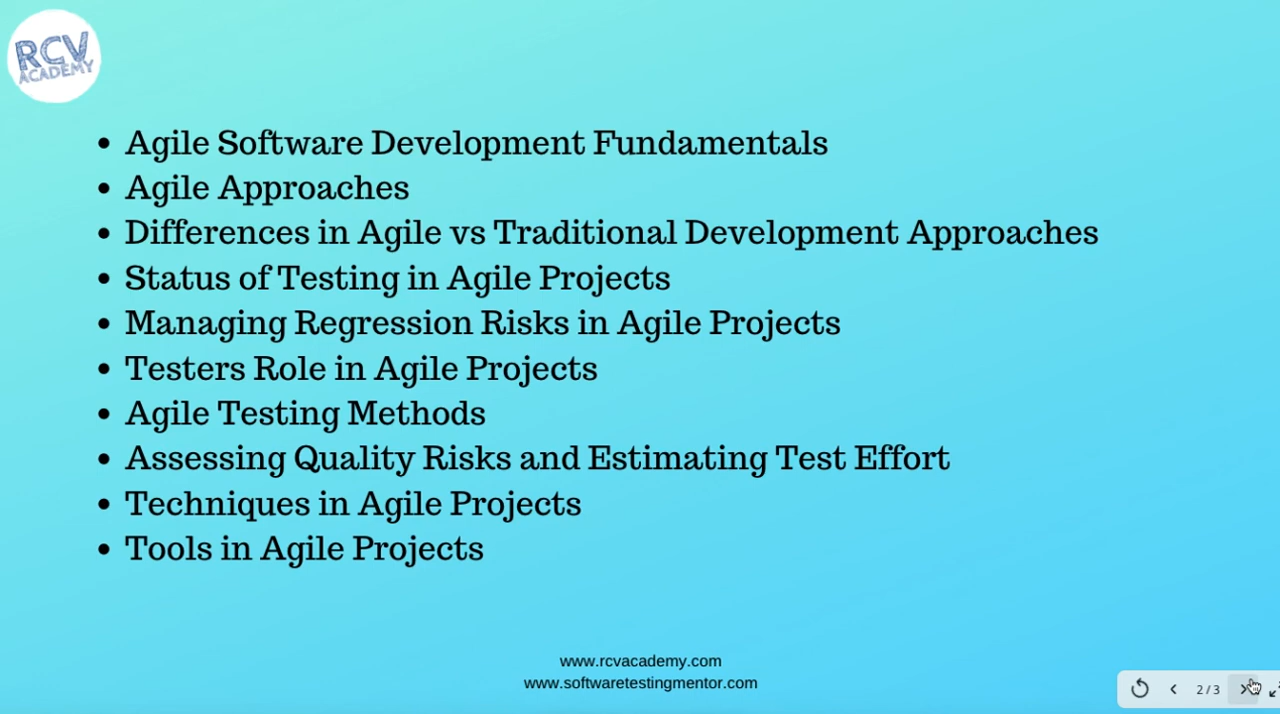 RCV
ACADEMY
• Agile Software Development Fundamentals
• Agile Approaches
• Differences in Agile vs Traditional Development Approaches
• Status of Testing in Agile Projects
• Managing Regression Risks in Agile Projects
• Testers Role in Agile Projects
• Agile Testing Methods
• Assessing Quality Risks and Estimating Test Effort
• Techniques in Agile Projects
• Tools in Agile Projects
www.rcvacademy.com
www.softwaretestingmentor.com
2/3